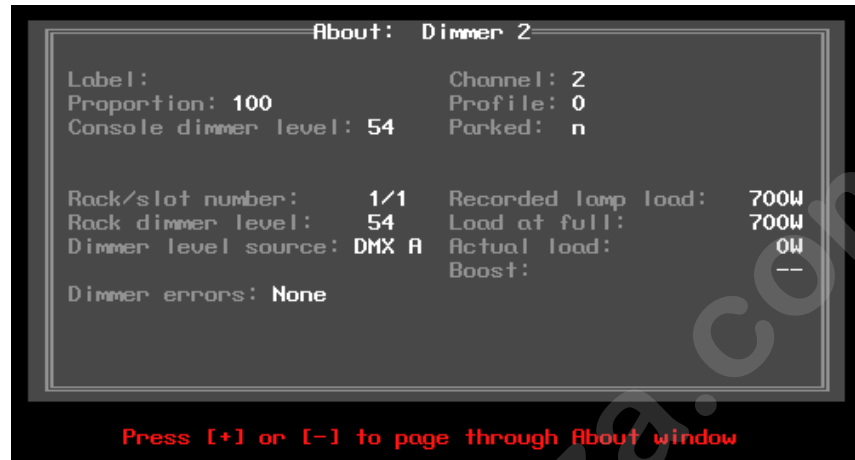 About: Dimmer 2
Label: Channel: 2
Proportion: 100 Profile: 0
Console dimmer level: 54 Parked: n
Rack/slot number: 1/1 Recorded lamp load: 700W
Rack dimmer level: 54 Load at full: 700W
Dimmer level source: DMX A Actual load: 0W
Boost: --
Dimmer errors: None
Press [+] or [-] to page through About window